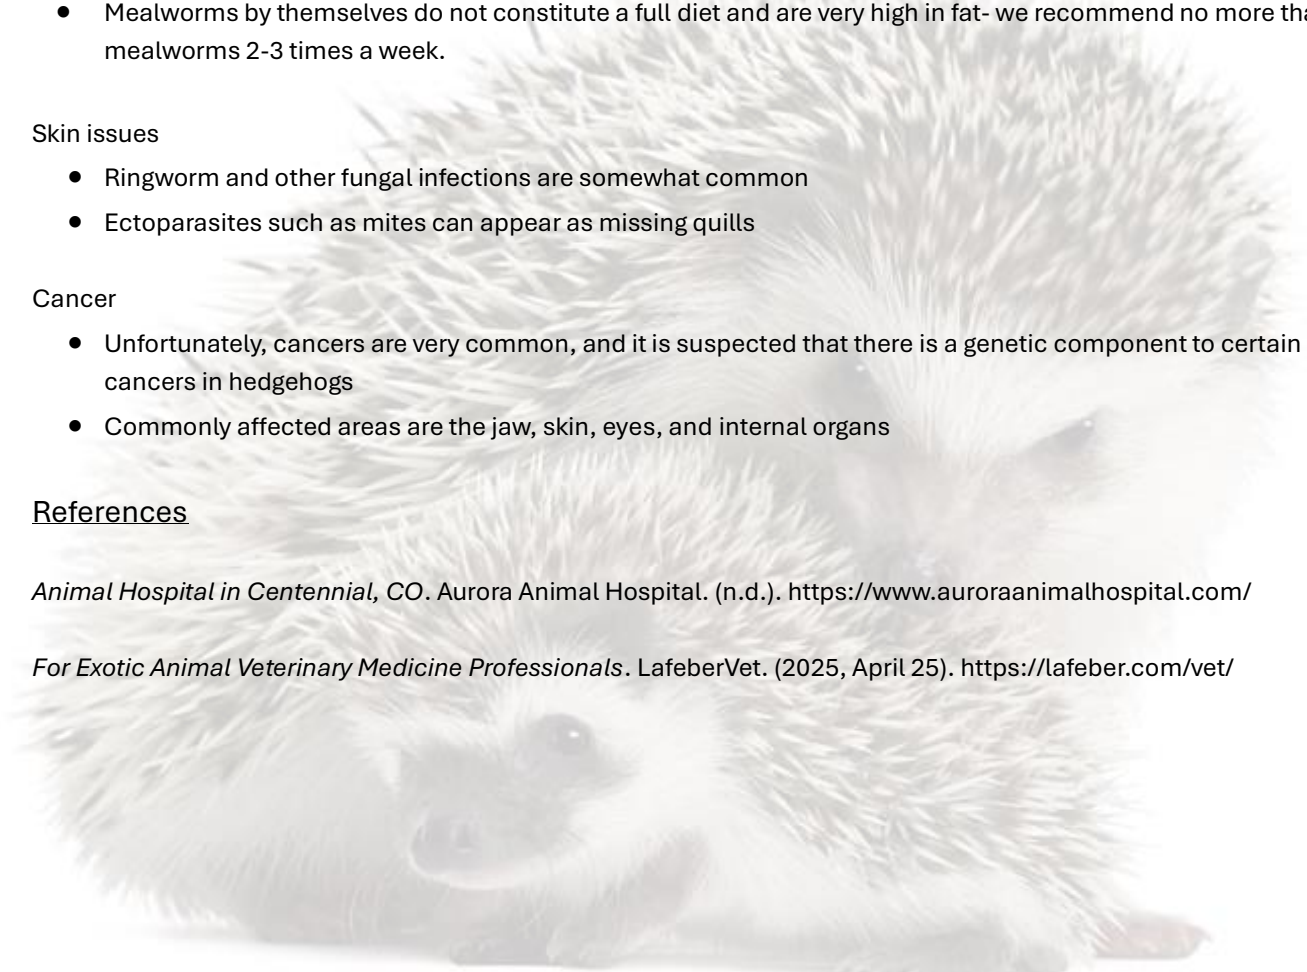 ● Mealworms by themselves do not constitute a full diet and are very high in fat- we recommend no more
mealworms 2-3 times a week.
Skin issues
● Ringworm and other fungal infections are somewhat common
● Ectoparasites such as mites can appear as missing quills
Cancer
● Unfortunately, cancers are very common, and it is suspected that there is a genetic component to certain
cancers in hedgehogs
● Commonly affected areas are the jaw, skin, eyes, and internal organs
References
Animal Hospital in Centennial, CO. Aurora Animal Hospital. (n.d.). https://www.auroraanimalhospital.com/
For Exotic Animal Veterinary Medicine Professionals. LafeberVet. (2025, April 25). https://lafeber.com/vet/